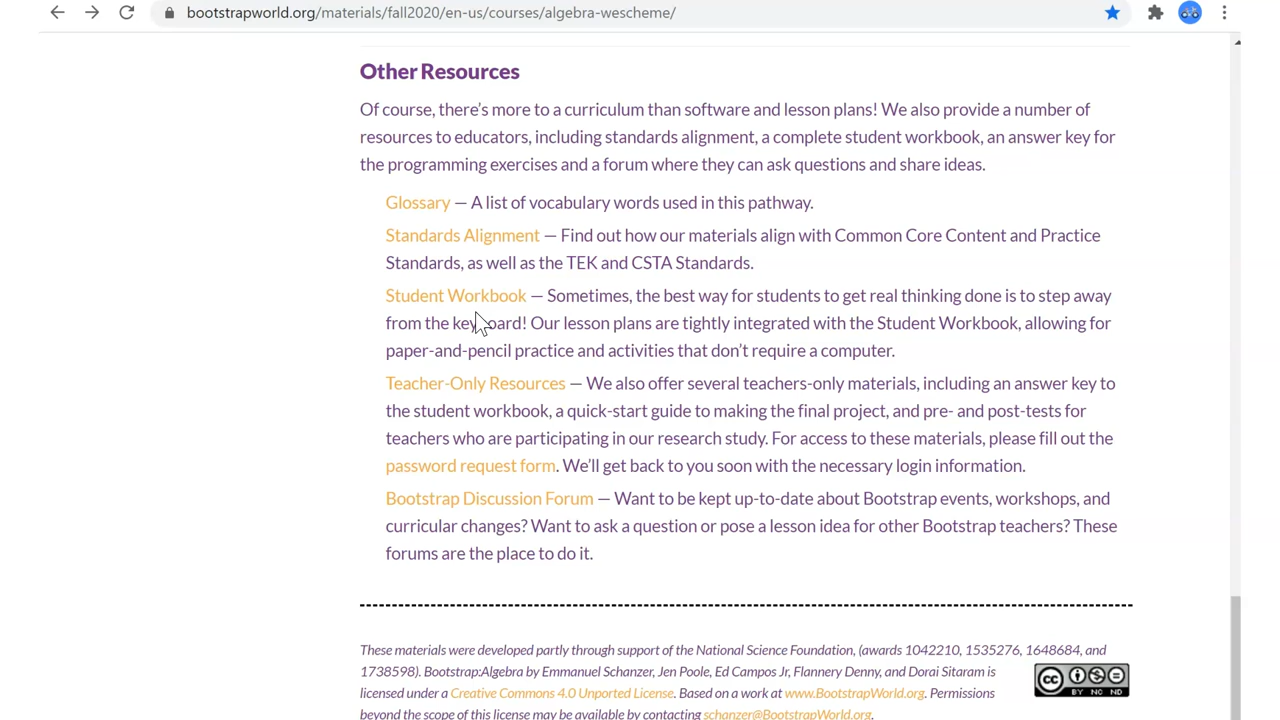 bootstrapworld.org/materials/fall2020/en-us/courses/algebra-wescheme/
Other Resources
Of course, there's more to a curriculum than software and lesson plans! We also provide a number of
resources to educators, including standards alignment, a complete student workbook, an answer key for
the programming exercises and a forum where they can ask questions and share ideas.
Glossary — A list of vocabulary words used in this pathway.
Standards Alignment — Find out how our materials align with Common Core Content and Practice
Standards, as well as the TEK and CSTA Standards.
Student Workbook — Sometimes, the best way for students to get real thinking done is to step away
from the keyboard! Our lesson plans are tightly integrated with the Student Workbook, allowing for
paper-and-pencil practice and activities that don't require a computer.
Teacher-Only Resources — We also offer several teachers-only materials, including an answer key to
the student workbook, a quick-start guide to making the final project, and pre- and post-tests for
teachers who are participating in our research study. For access to these materials, please fill out the
password request form. We'll get back to you soon with the necessary login information.
Bootstrap Discussion Forum — Want to be kept up-to-date about Bootstrap events, workshops, and
curricular changes? Want to ask a question or pose a lesson idea for other Bootstrap teachers? These
forums are the place to do it.
These materials were developed partly through support of the National Science Foundation, (awards 1042210, 1535276, 1648684, and
1738598). Bootstrap:Algebra by Emmanuel Schanzer, Jen Poole, Ed Campos Jr, Flannery Denny, and Dorai Sitaram is
licensed under a Creative Commons 4.0 Unported License. Based on a work at www.BootstrapWorld.org. Permissions
beyond the scope of this license may be available by contacting schanzer@BootstrapWorld.org.
cc BY NC ND